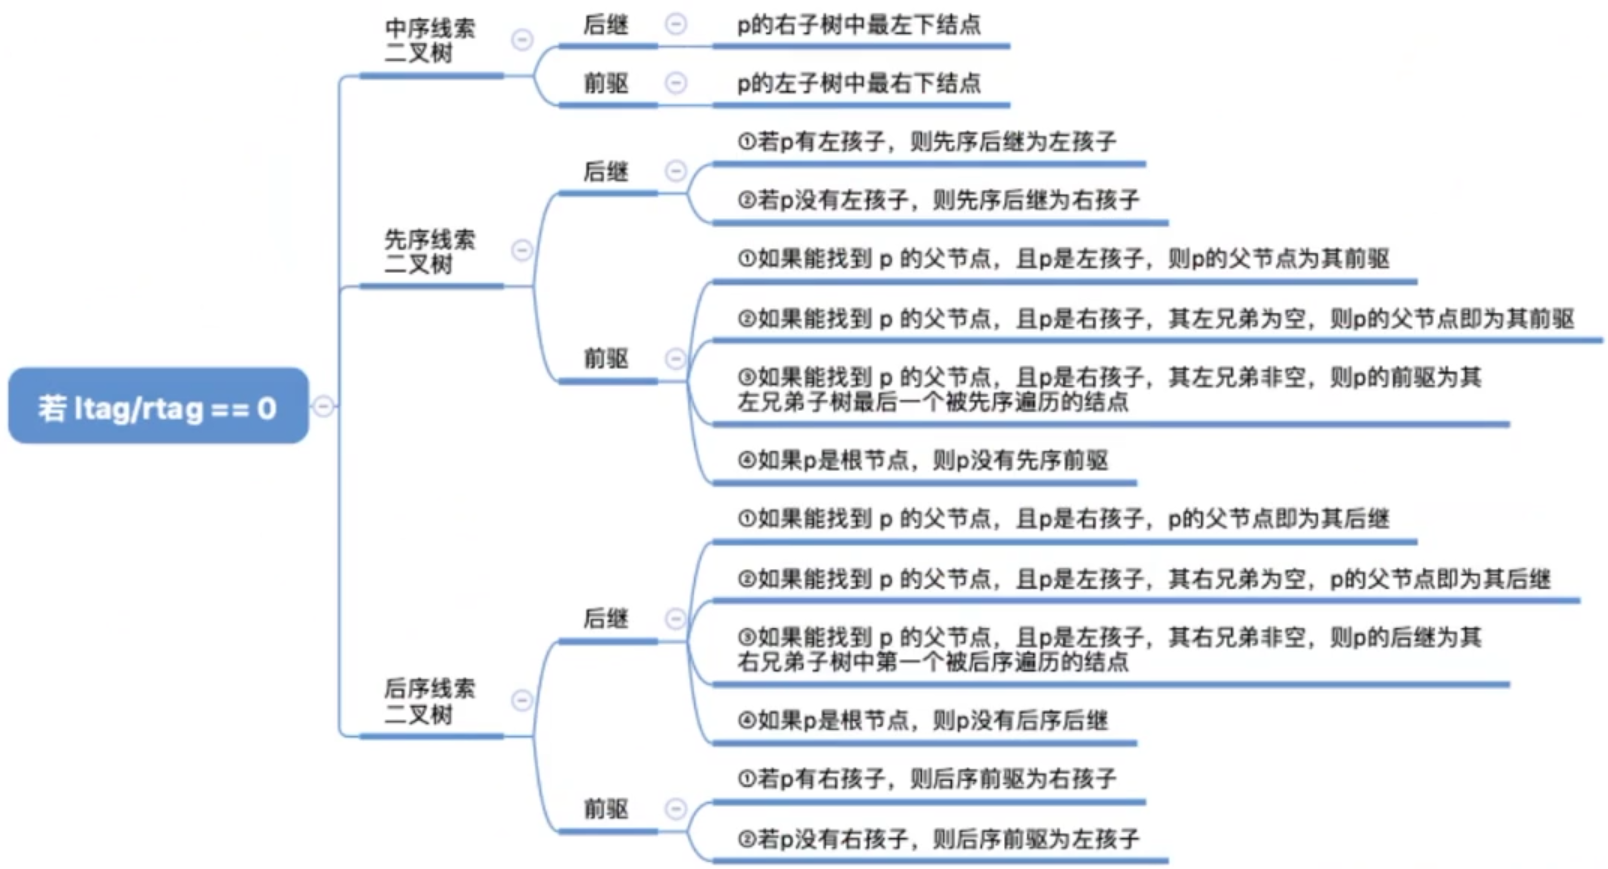 若 ltag/rtag == 0
中序线索
二叉树
后继
p的右子树中最左下结点
前驱
p的左子树中最右下结点
先序线索
二叉树
后继
①若p有左孩子，则先序后继为左孩子
②若p没有左孩子，则先序后继为右孩子
前驱
①如果能找到 p 的父节点，且p是左孩子，则p的父节点为其前驱
②如果能找到 p 的父节点，且p是右孩子，其左兄弟为空，则p的父节点即为其前驱
③如果能找到 p 的父节点，且p是右孩子，其左兄弟非空，则p的前驱为其
左兄弟子树最后一个被先序遍历的结点
④如果p是根节点，则p没有先序前驱
后序线索
二叉树
后继
①如果能找到 p 的父节点，且p是右孩子，p的父节点即为其后继
②如果能找到 p 的父节点，且p是左孩子，其右兄弟为空，p的父节点即为其后继
③如果能找到 p 的父节点，且p是左孩子，其右兄弟非空，则p的后继为其
右兄弟子树中第一个被后序遍历的结点
④如果p是根节点，则p没有后序后继
前驱
①若p有右孩子，则后序前驱为右孩子
②若p没有右孩子，则后序前驱为左孩子